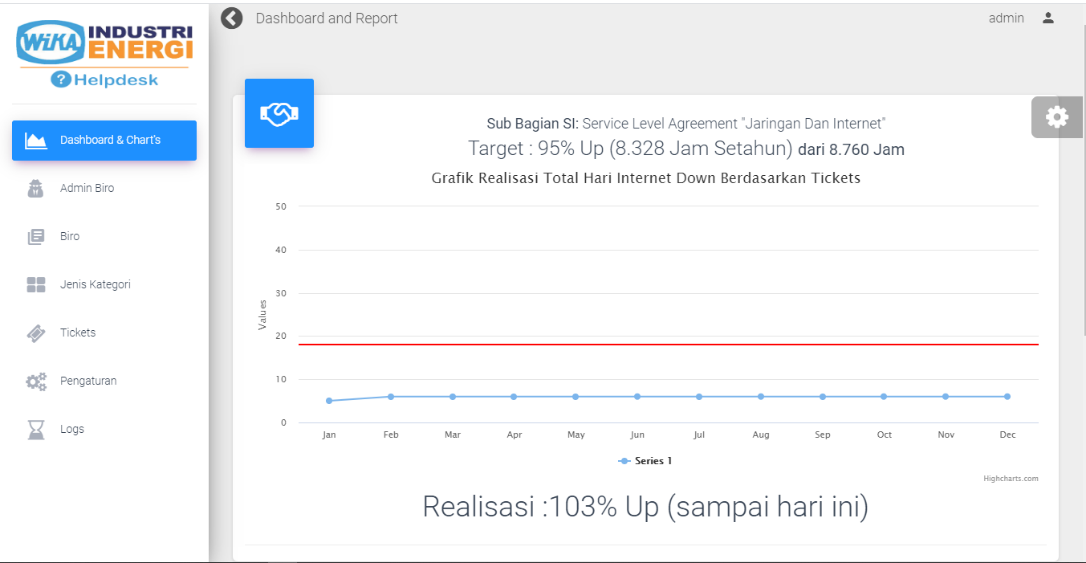 Dashboard and Report
admin
WiKA INDUSTRI
ENERGI
? Helpdesk
Dashboard & Chart's
Admin Biro
Biro
Jenis Kategori
Tickets
Pengaturan
Logs
Sub Bagian SI: Service Level Agreement "Jaringan Dan Internet"
Target : 95% Up (8.328 Jam Setahun) dari 8.760 Jam
Grafik Realisasi Total Hari Internet Down Berdasarkan Tickets
Values
50
40
30
20
10
0
Jan Feb Mar Apr May Jun Jul Aug Sep Oct Nov Dec
Series 1
Highcharts.com
Realisasi :103% Up (sampai hari ini)